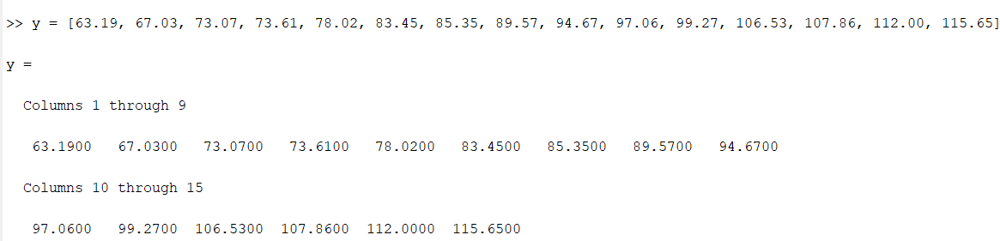 >> y = [63.19, 67.03, 73.07, 73.61, 78.02, 83.45, 85.35, 89.57, 94.67, 97.06, 99.27, 106.53, 107.86, 112.00, 115.65]
y =
Columns 1 through 9
63.1900 67.0300 73.0700 73.6100 78.0200 83.4500 85.3500 89.5700 94.6700
Columns 10 through 15
97.0600 99.2700 106.5300 107.8600 112.0000 115.6500